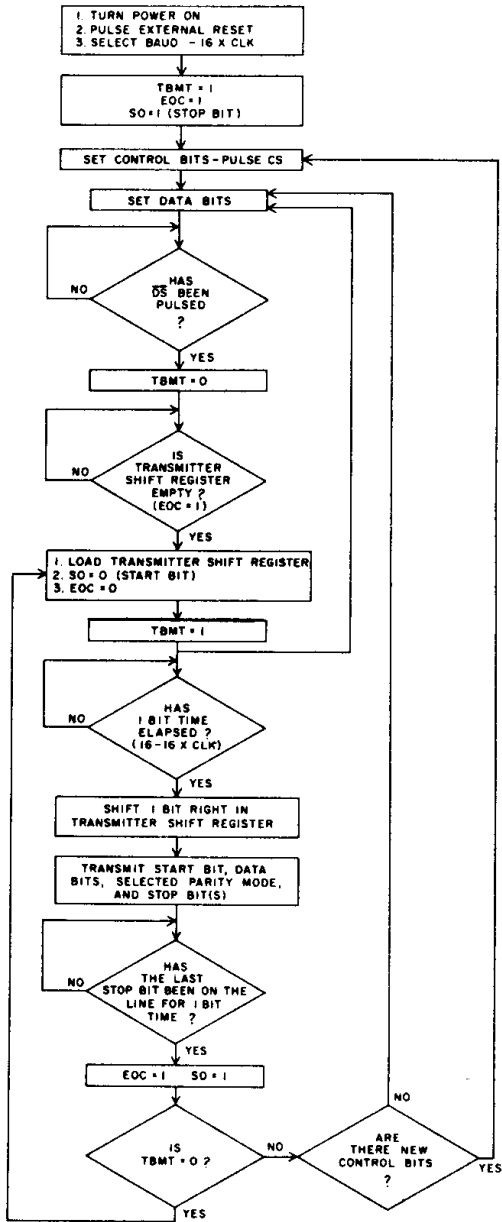 1. TURN POWER ON
2. PULSE EXTERNAL RESET
3. SELECT BAUD - 16 X CLK
TBMT = 1
EOC = 1
SO = 1 (STOP BIT)
SET CONTROL BITS - PULSE CS
SET DATA BITS
HAS
D̅S̅ BEEN
PULSED
?
NO
YES
TBMT = 0
IS
TRANSMITTER
SHIFT REGISTER
EMPTY ?
(EOC = 1)
NO
YES
1. LOAD TRANSMITTER SHIFT REGISTER
2. SO = 0 (START BIT)
3. EOC = 0
TBMT = 1
HAS
1 BIT TIME
ELAPSED ?
(16-16 X CLK)
NO
YES
SHIFT 1 BIT RIGHT IN
TRANSMITTER SHIFT REGISTER
TRANSMIT START BIT, DATA
BITS, SELECTED PARITY MODE,
AND STOP BIT(S)
HAS
THE LAST
STOP BIT BEEN ON THE
LINE FOR 1 BIT
TIME ?
NO
YES
EOC = 1 SO = 1
IS
TBMT = 0 ?
NO
YES
ARE
THERE NEW
CONTROL BITS
?
NO
YES